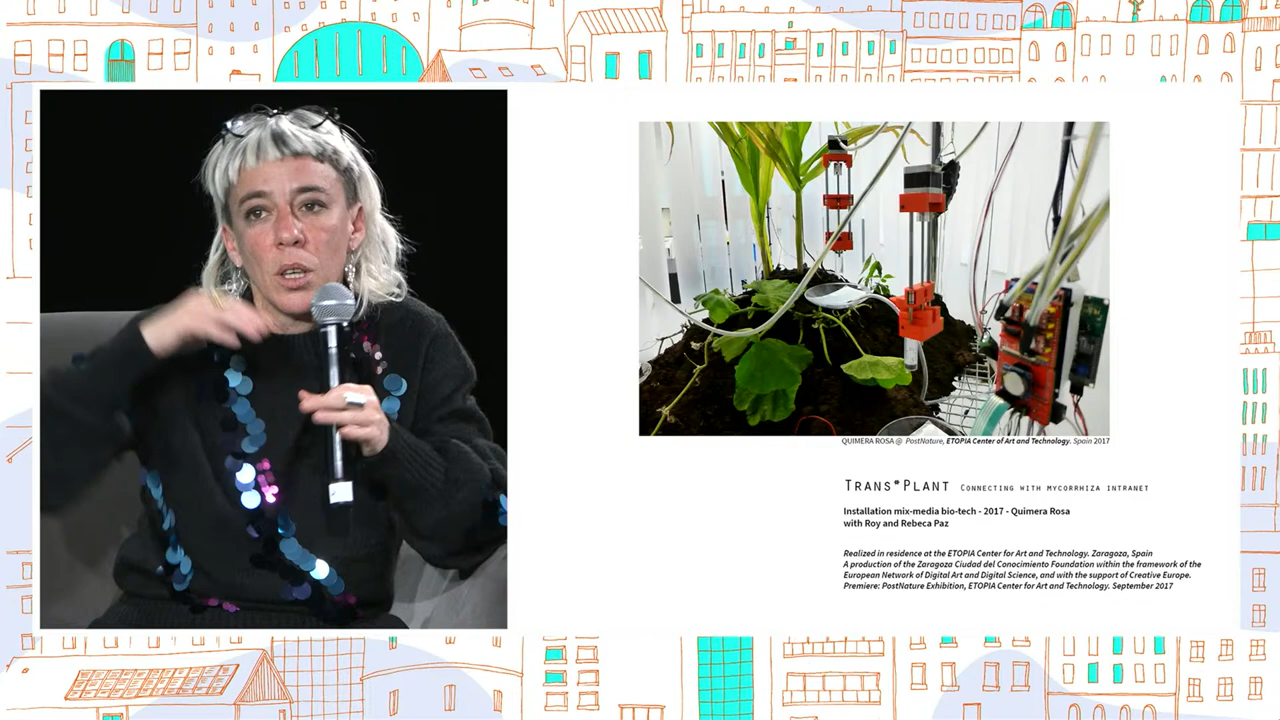 QUIMERA ROSA @ PostNature, ETOPIA Center of Art and Technology. Spain 2017
TRANS*PLANT CONNECTING WITH MYCORRHIZA INTRANET
Installation mix-media bio-tech - 2017 - Quimera Rosa
with Roy and Rebeca Paz
Realized in residence at the ETOPIA Center for Art and Technology. Zaragoza, Spain
A production of the Zaragoza Ciudad del Conocimiento Foundation within the framework of the
European Network of Digital Art and Digital Science, and with the support of Creative Europe.
Premiere: PostNature Exhibition, ETOPIA Center for Art and Technology. September 2017